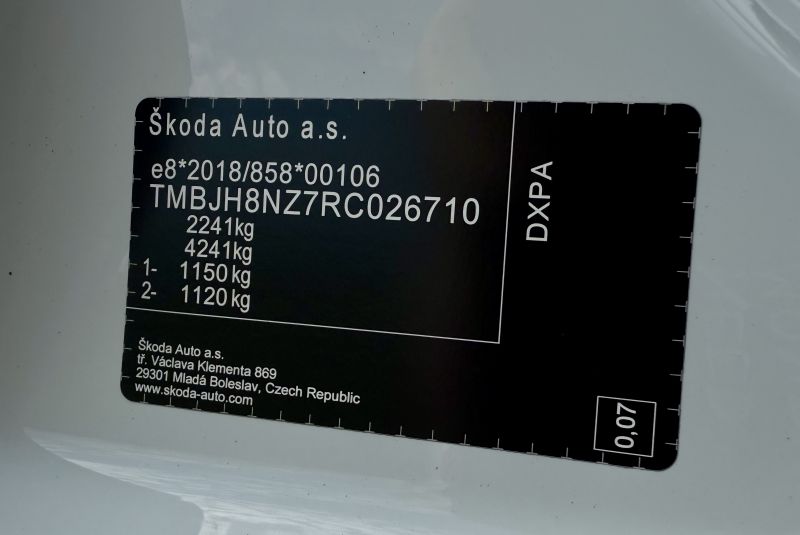 Škoda Auto a.s.
e8*2018/858*00106
TMBJH8NZ7RC026710
2241kg
4241kg
1- 1150kg
2- 1120kg
Škoda Auto a.s.
tř. Václava Klementa 869
29301 Mladá Boleslav, Czech Republic
www.skoda-auto.com
DXPA
0,07